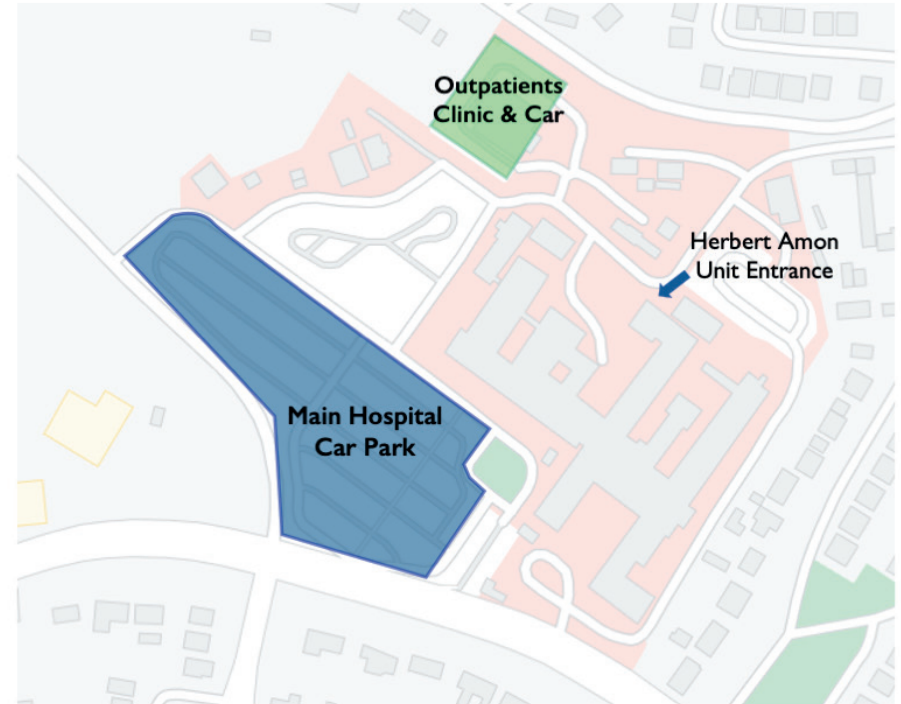 Outpatients
Clinic & Car
Herbert Amon
Unit Entrance
Main Hospital
Car Park